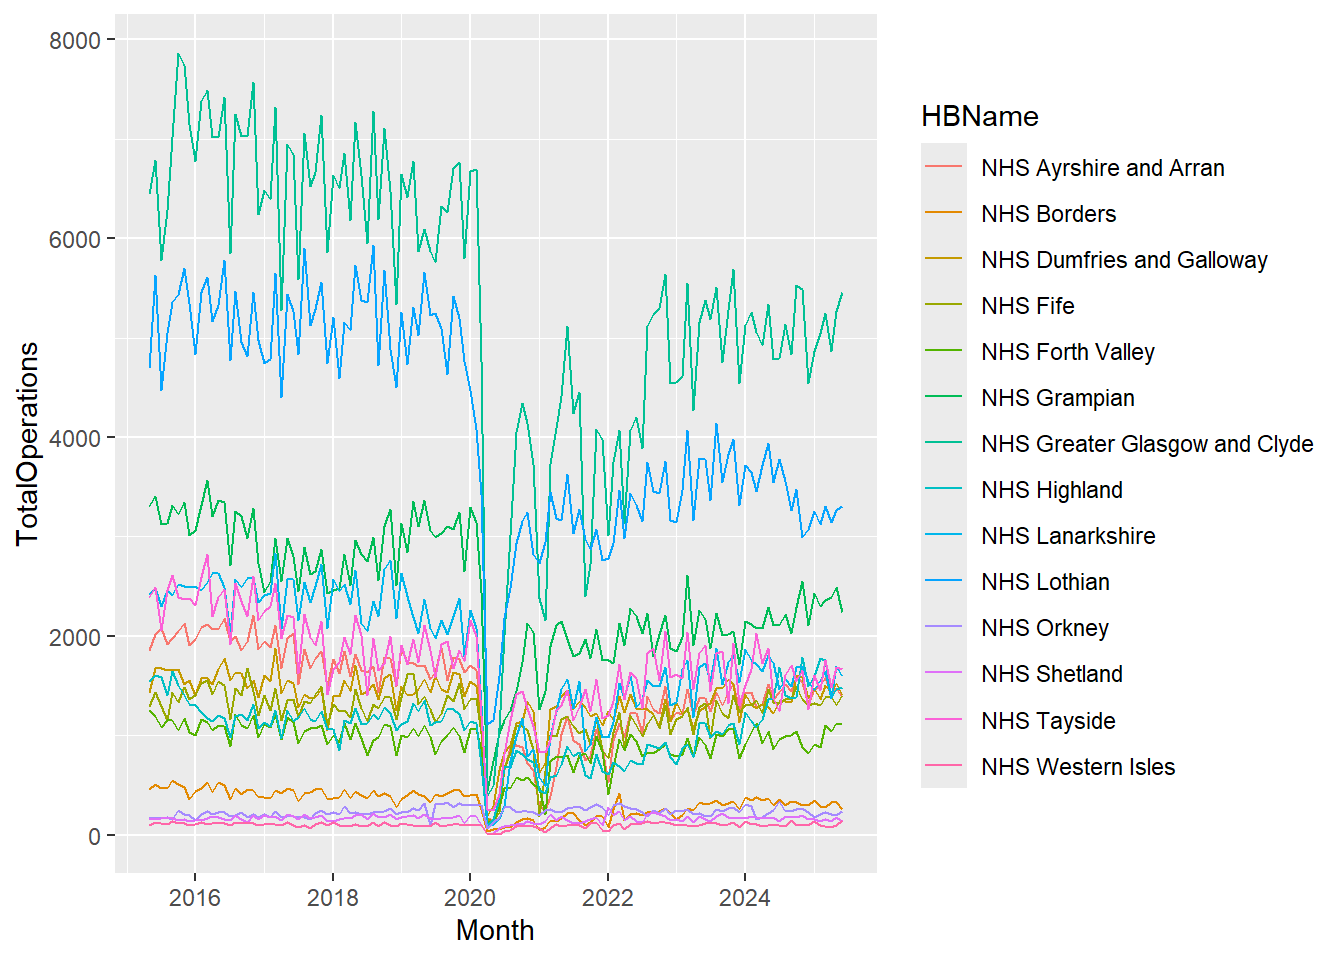 TotalOperations
8000
6000
4000
2000
0
2016
2018
2020
2022
2024
Month
HBName
NHS Ayrshire and Arran
NHS Borders
NHS Dumfries and Galloway
NHS Fife
NHS Forth Valley
NHS Grampian
NHS Greater Glasgow and Clyde
NHS Highland
NHS Lanarkshire
NHS Lothian
NHS Orkney
NHS Shetland
NHS Tayside
NHS Western Isles